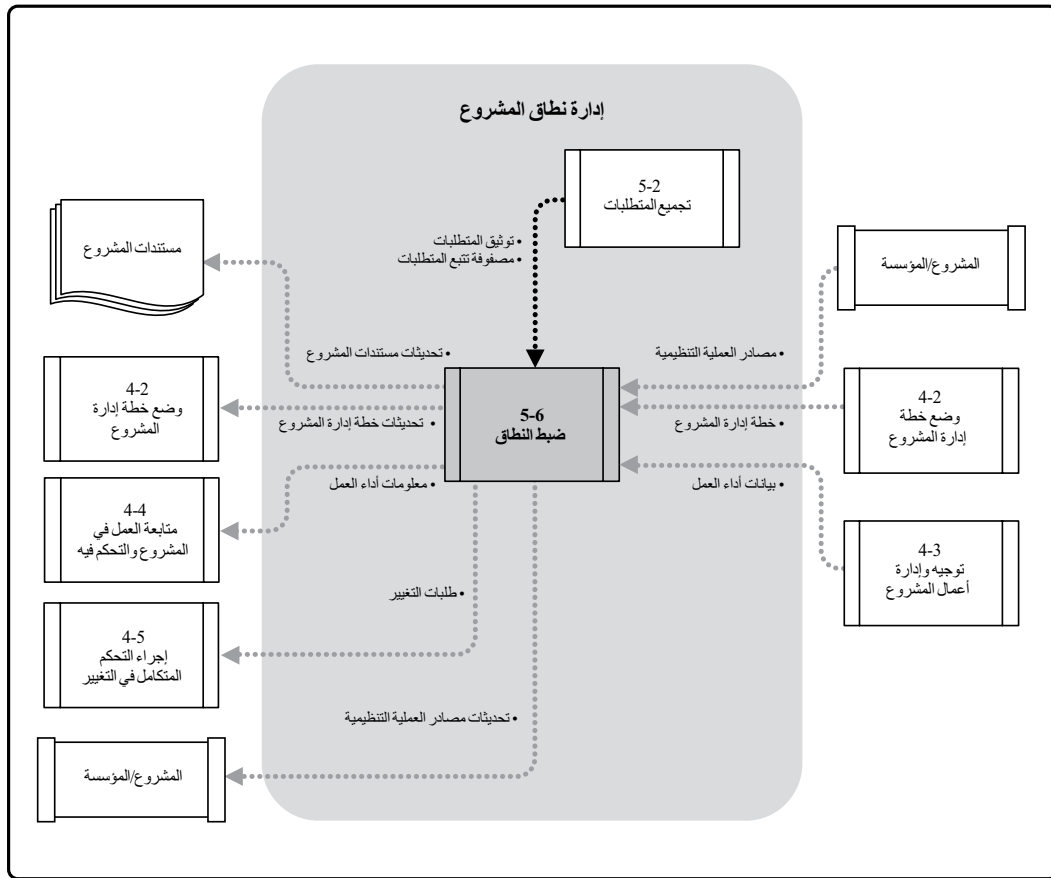 إدارة نطاق المشروع
5-2
تجميع المتطلبات
• توثيق المتطلبات
• مصفوفة تتبع المتطلبات
المشروع/المؤسسة
• مصادر العملية التنظيمية
4-2
وضع خطة
إدارة المشروع
• خطة إدارة المشروع
4-3
توجيه وإدارة
أعمال المشروع
• بيانات أداء العمل
5-6
ضبط النطاق
مستندات المشروع
• تحديثات مستندات المشروع
4-2
وضع خطة إدارة
المشروع
• تحديثات خطة إدارة المشروع
4-4
متابعة العمل في
المشروع والتحكم فيه
• معلومات أداء العمل
4-5
إجراء التحكم
المتكامل في التغيير
• طلبات التغيير
المشروع/المؤسسة
• تحديثات مصادر العملية التنظيمية